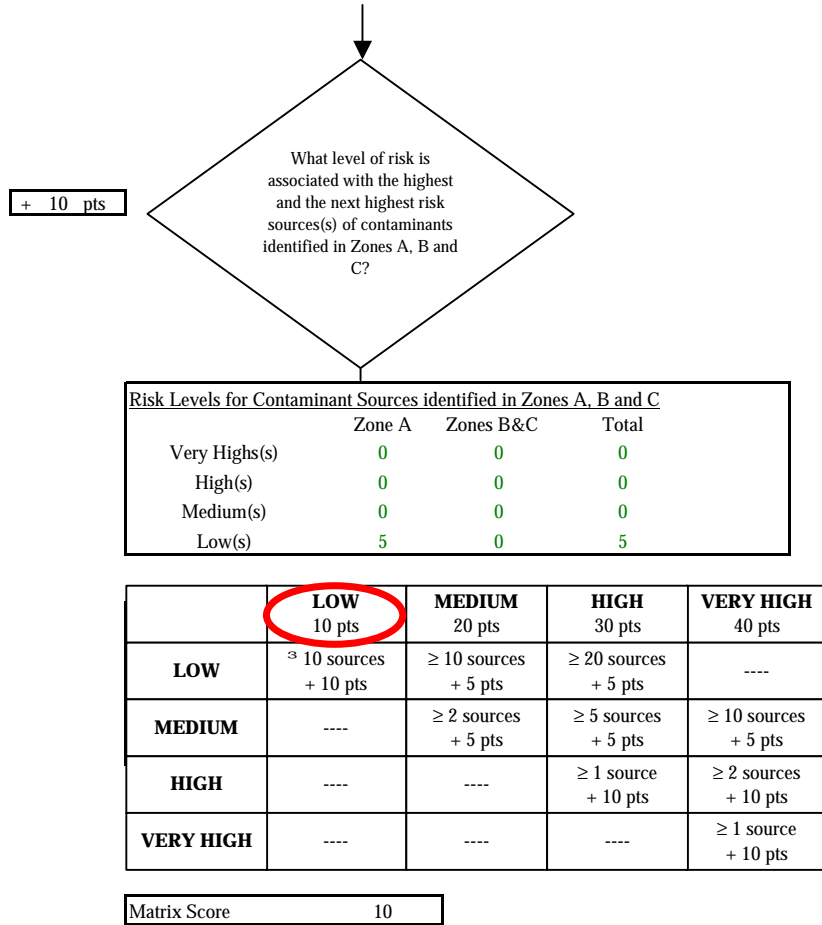 What level of risk is
associated with the highest
and the next highest risk
sources(s) of contaminants
identified in Zones A, B and
C?
+ 10 pts
Risk Levels for Contaminant Sources identified in Zones A, B and C
Zone A Zones B&C Total
Very Highs(s) 0 0 0
High(s) 0 0 0
Medium(s) 0 0 0
Low(s) 5 0 5
LOW MEDIUM HIGH VERY HIGH
10 pts 20 pts 30 pts 40 pts
LOW ³ 10 sources ≥ 10 sources ≥ 20 sources ----
+ 10 pts + 5 pts + 5 pts
MEDIUM ---- ≥ 2 sources ≥ 5 sources ≥ 10 sources
+ 5 pts + 5 pts + 5 pts
HIGH ---- ---- ≥ 1 source ≥ 2 sources
+ 10 pts + 10 pts
VERY HIGH ---- ---- ---- ≥ 1 source
+ 10 pts
Matrix Score 10